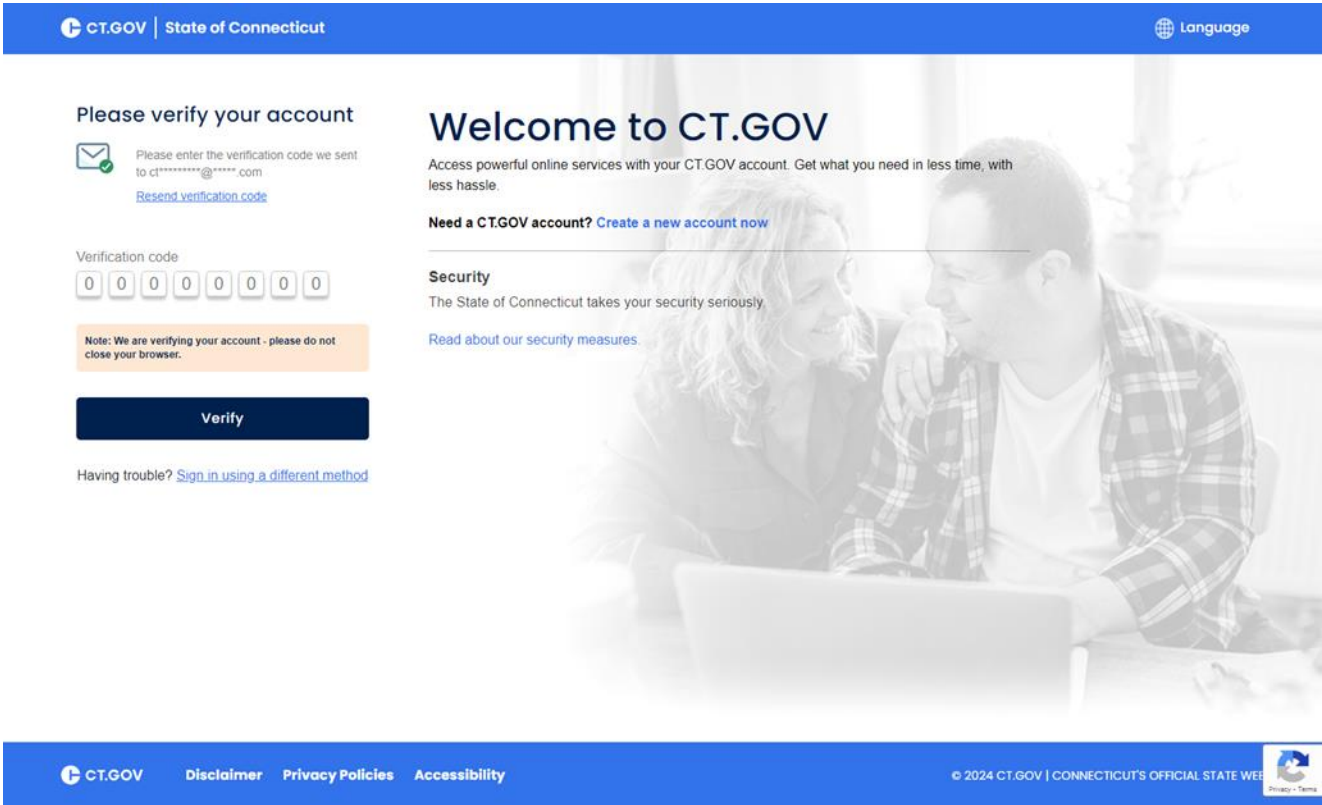 CT.GOV | State of Connecticut
Language
Please verify your account
Please enter the verification code we sent
to ct*********@*****.com
Resend verification code
Verification code
0 0 0 0 0 0 0 0
Note: We are verifying your account - please do not
close your browser.
Verify
Having trouble? Sign in using a different method
Welcome to CT.GOV
Access powerful online services with your CT.GOV account. Get what you need in less time, with
less hassle.
Need a CT.GOV account? Create a new account now
Security
The State of Connecticut takes your security seriously.
Read about our security measures.
CT.GOV Disclaimer Privacy Policies Accessibility
© 2024 CT.GOV | CONNECTICUT'S OFFICIAL STATE WE
Privacy - Terms